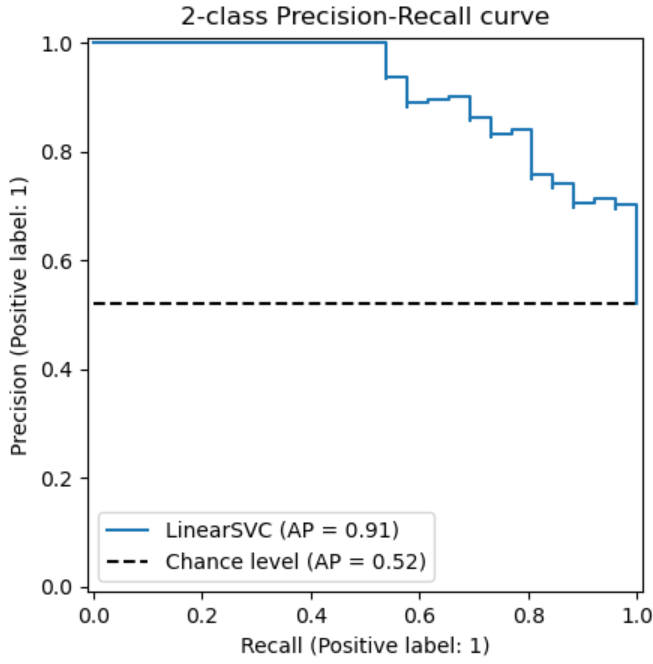 2-class Precision-Recall curve
Precision (Positive label: 1)
1.0
0.8
0.6
0.4
0.2
0.0
LinearSVC (AP = 0.91)
Chance level (AP = 0.52)
0.0 0.2 0.4 0.6 0.8 1.0
Recall (Positive label: 1)